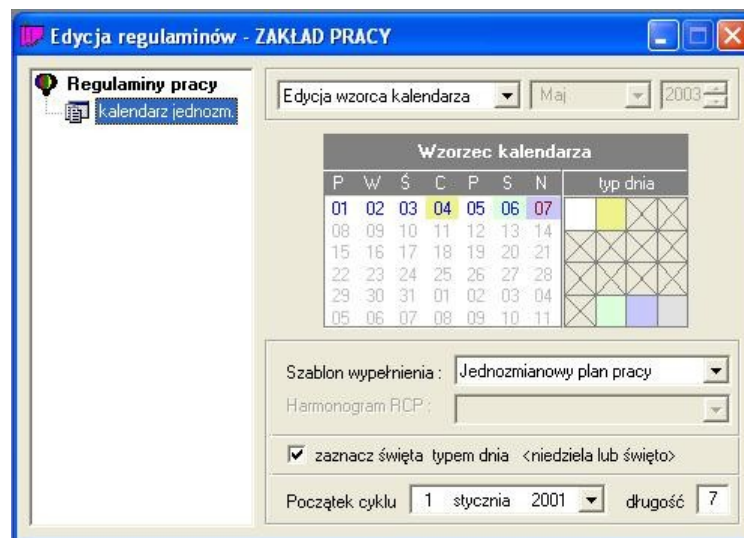 Edycja regulaminów - ZAKŁAD PRACY
Regulaminy pracy
kalendarz jednozm.
Edycja wzorca kalendarza Maj 2003
Wzorzec kalendarza
P W Ś C P S N typ dnia
01 02 03 04 05 06 07
08 09 10 11 12 13 14
15 16 17 18 19 20 21
22 23 24 25 26 27 28
29 30 31 01 02 03 04
05 06 07 08 09 10 11
Szablon wypełnienia : Jednozmianowy plan pracy
Harmonogram RCP :
zaznacz święta typem dnia <niedziela lub święto>
Początek cyklu 1 stycznia 2001 długość 7